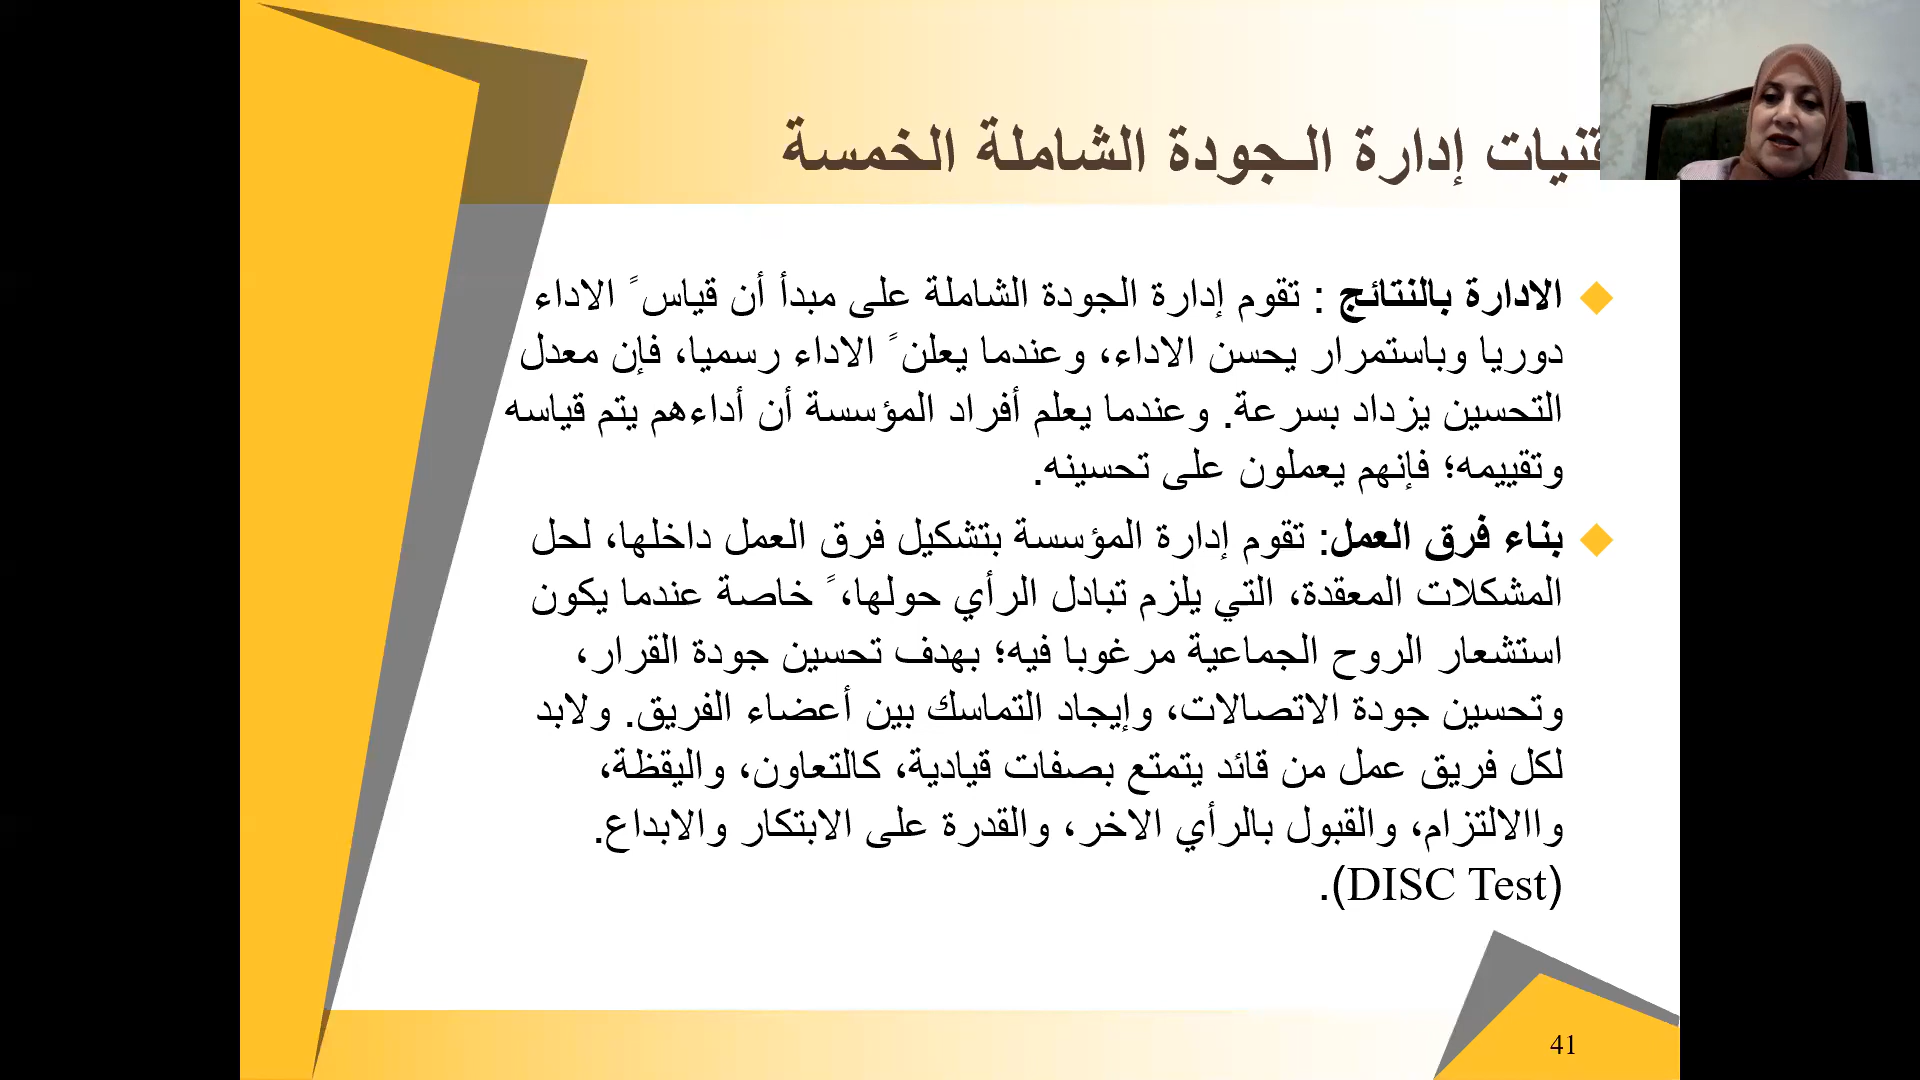 إدارة الـجودة الشاملة الخمسة
الادارة بالنتائج : تقوم إدارة الجودة الشاملة على مبدأ أن قياس ً الاداء
دوريا وباستمرار يحسن الاداء، وعندما يعلن ً الاداء رسميا، فإن معدل
التحسين يزداد بسرعة. وعندما يعلم أفراد المؤسسة أن أداءهم يتم قياسه
وتقييمه؛ فإنهم يعملون على تحسينه.
بناء فرق العمل: تقوم إدارة المؤسسة بتشكيل فرق العمل داخلها، لحل
المشكلات المعقدة، التي يلزم تبادل الرأي حولها، ً خاصة عندما يكون
استشعار الروح الجماعية مرغوبا فيه؛ بهدف تحسين جودة القرار،
وتحسين جودة الاتصالات، وإيجاد التماسك بين أعضاء الفريق. ولابد
لكل فريق عمل من قائد يتمتع بصفات قيادية، كالتعاون، واليقظة،
واالالتزام، والقبول بالرأي الاخر، والقدرة على الابتكار والابداع.
(DISC Test).
41